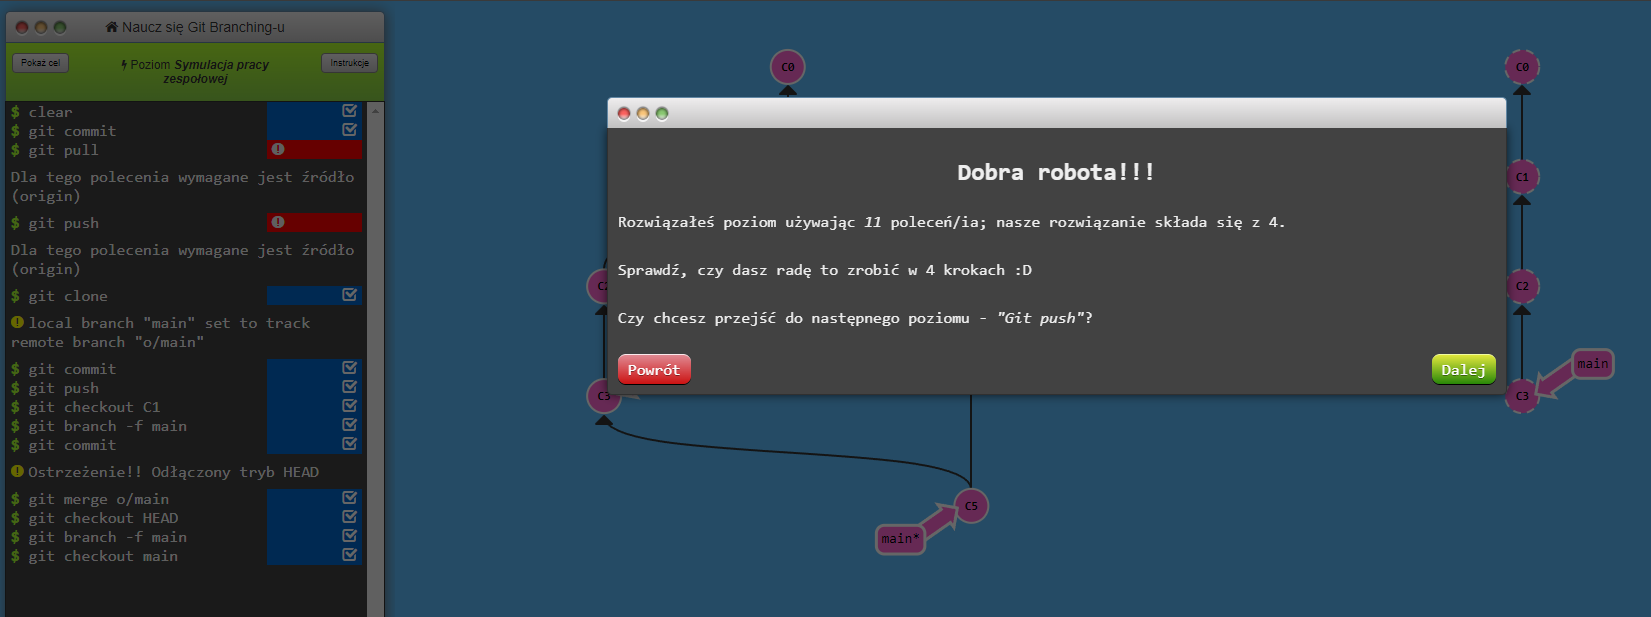 Naucz się Git Branching-u
Pokaż cel
Poziom Symulacja pracy
zespołowej
Instrukcje
$ clear
$ git commit
$ git pull
Dla tego polecenia wymagane jest źródło
(origin)
$ git push
Dla tego polecenia wymagane jest źródło
(origin)
$ git clone
local branch "main" set to track
remote branch "o/main"
$ git commit
$ git push
$ git checkout C1
$ git branch -f main
$ git commit
Ostrzeżenie!! Odłączony tryb HEAD
$ git merge o/main
$ git checkout HEAD
$ git branch -f main
$ git checkout main
C0
Dobra robota!!!
Rozwiązałeś poziom używając 11 poleceń/ia; nasze rozwiązanie składa się z 4.
Sprawdź, czy dasz radę to zrobić w 4 krokach :D
Czy chcesz przejść do następnego poziomu - "Git push"?
Powrót
Dalej
C3
C5
main*
C0
C1
C2
main
C3